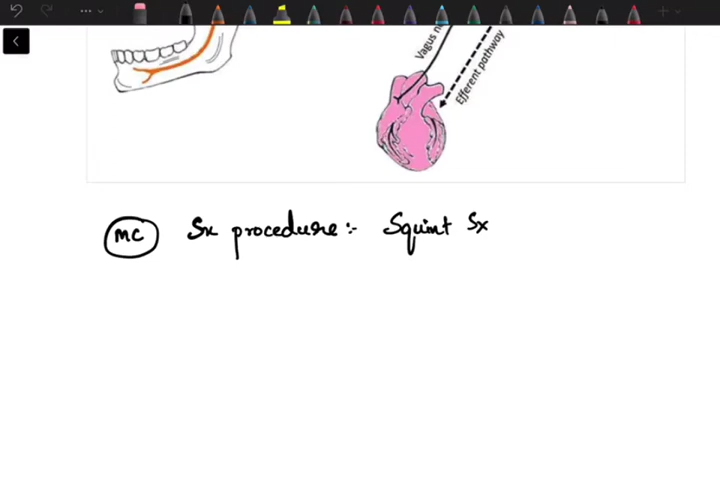 Vagus n
Efferent pathway
MC Sx procedure :- Squint Sx